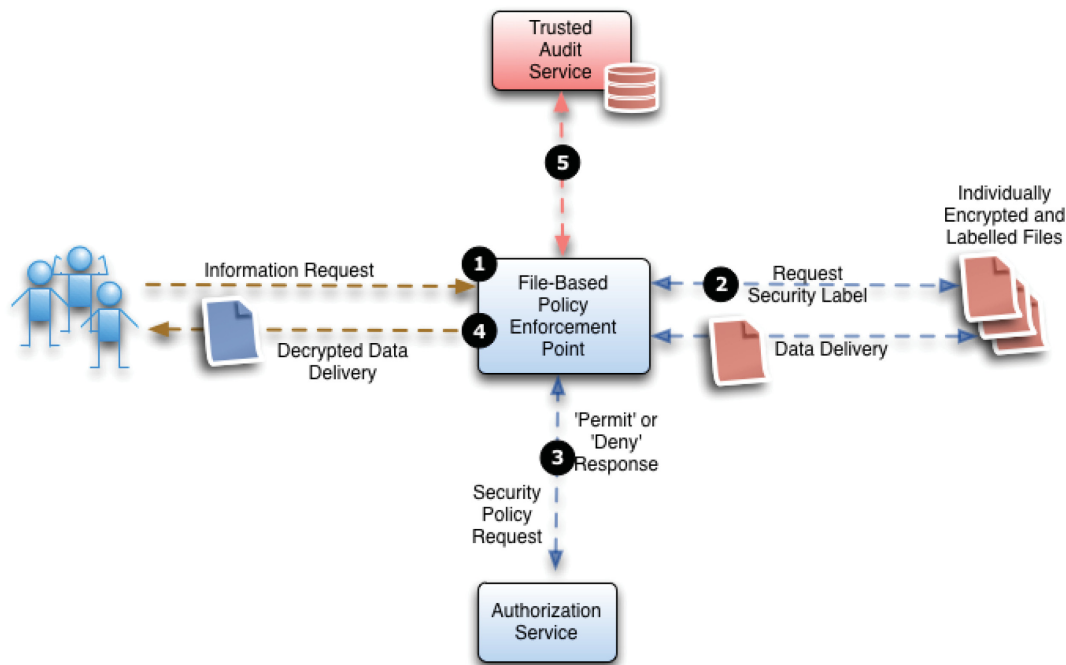 Trusted
Audit
Service
5
Individually
Encrypted and
Labelled Files
1
Information Request
File-Based
Policy
Enforcement
Point
2
Request
Security Label
4
Decrypted Data
Delivery
Data Delivery
'Permit' or
'Deny'
Response
3
Security
Policy
Request
Authorization
Service